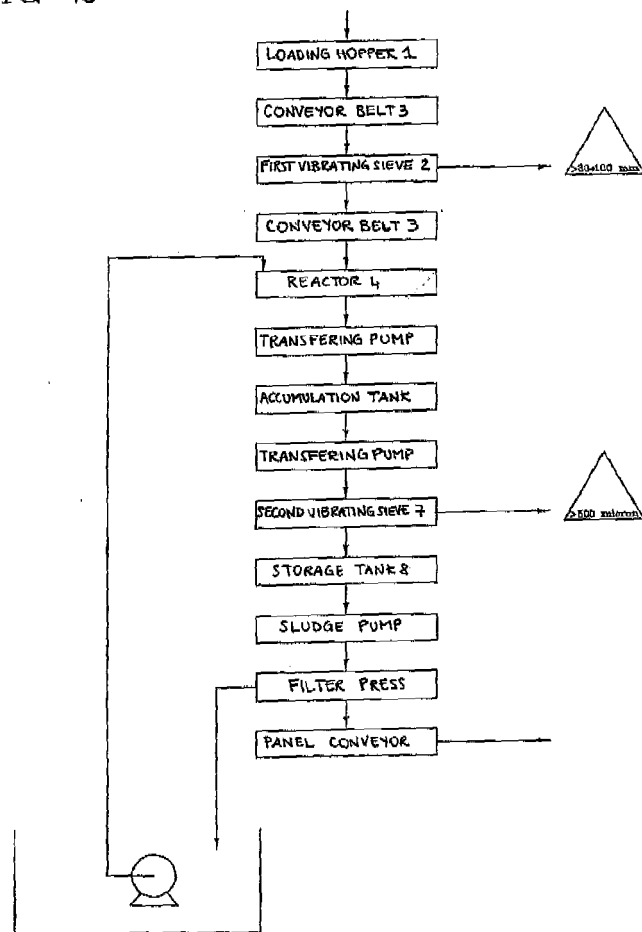 LOADING HOPPER 1
CONVEYOR BELT 3
FIRST VIBRATING SIEVE 2
CONVEYOR BELT 3
REACTOR 4
TRANSFERING PUMP
ACCUMULATION TANK
TRANSFERING PUMP
SECOND VIBRATING SIEVE 7
>500 micron
STORAGE TANK 8
SLUDGE PUMP
FILTER PRESS
PANEL CONVEYOR